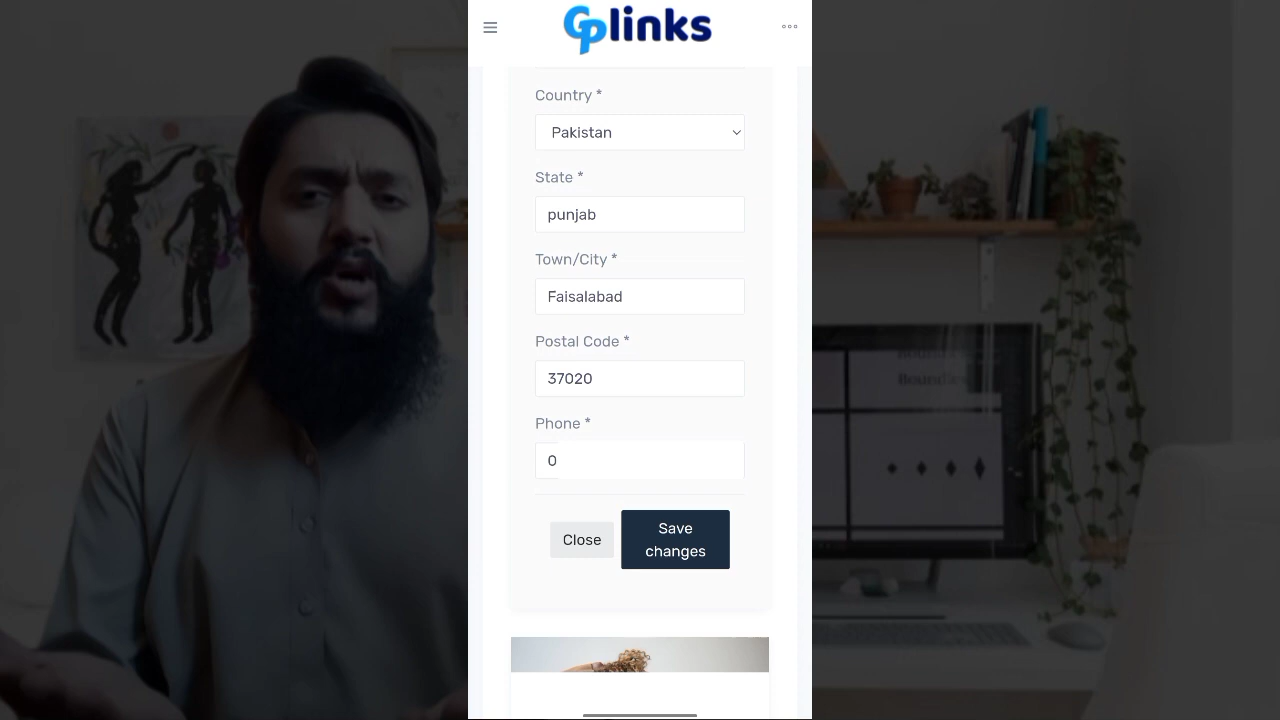 GPlinks
Country *
Pakistan
State *
punjab
Town/City *
Faisalabad
Postal Code *
37020
Phone *
0
Close
Save
changes